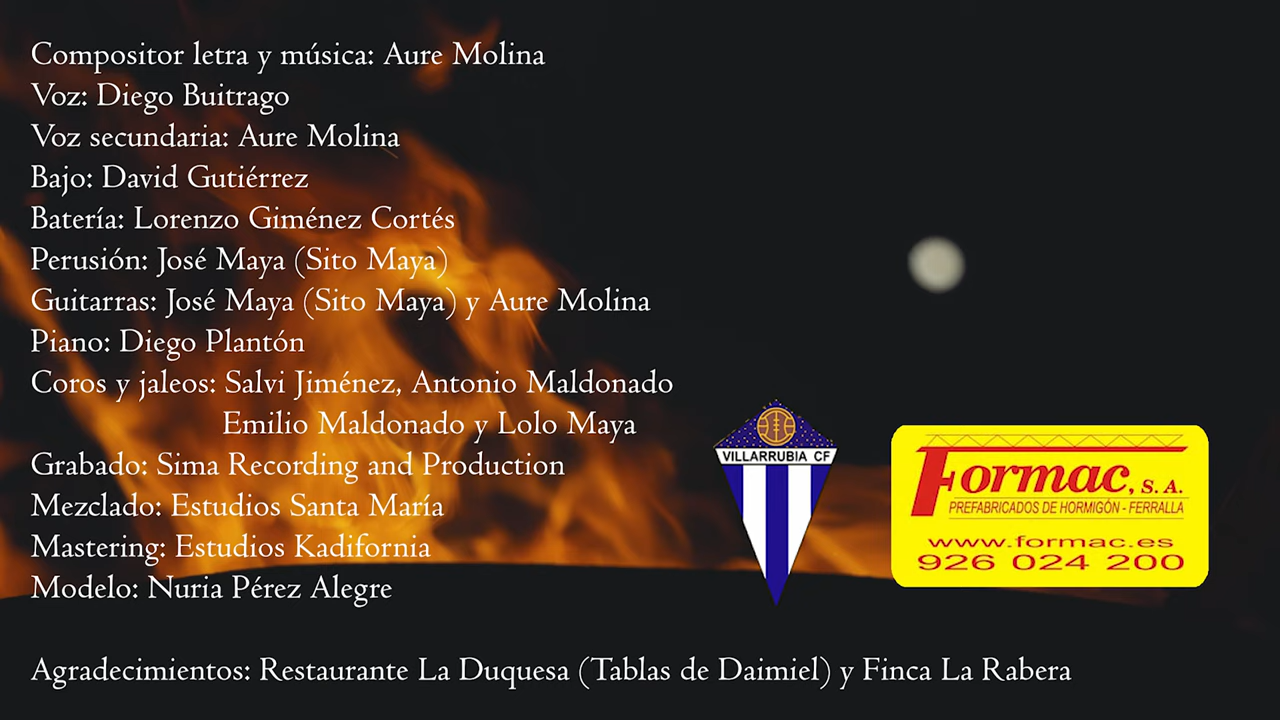 Compositor letra y música: Aure Molina
Voz: Diego Buitrago
Voz secundaria: Aure Molina
Bajo: David Gutiérrez
Batería: Lorenzo Giménez Cortés
Perusión: José Maya (Sito Maya)
Guitarras: José Maya (Sito Maya) y Aure Molina
Piano: Diego Plantón
Coros y jaleos: Salvi Jiménez, Antonio Maldonado
Emilio Maldonado y Lolo Maya
Grabado: Sima Recording and Production
Mezclado: Estudios Santa María
Mastering: Estudios Kadifornia
Modelo: Nuria Pérez Alegre
VILLARRUBIA CF
Formac, S.A.
PREFABRICADOS DE HORMIGÓN - FERRALLA
www.formac.es
926 024 200
Agradecimientos: Restaurante La Duquesa (Tablas de Daimiel) y Finca La Rabera